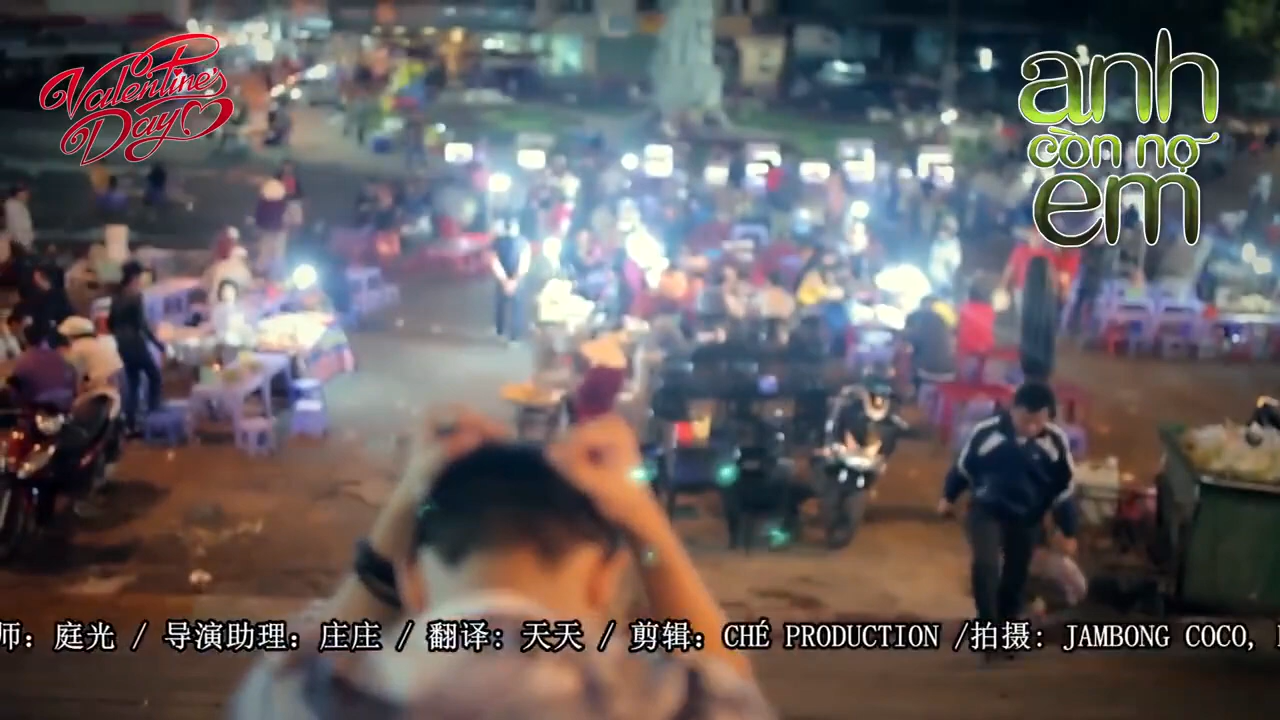 Valentine's
Day
anh
còn nợ
em
师: 庭光 / 导演助理: 庄庄 / 翻译: 天天 / 剪辑: CHÉ PRODUCTION /拍摄: JAMBONG COCO,